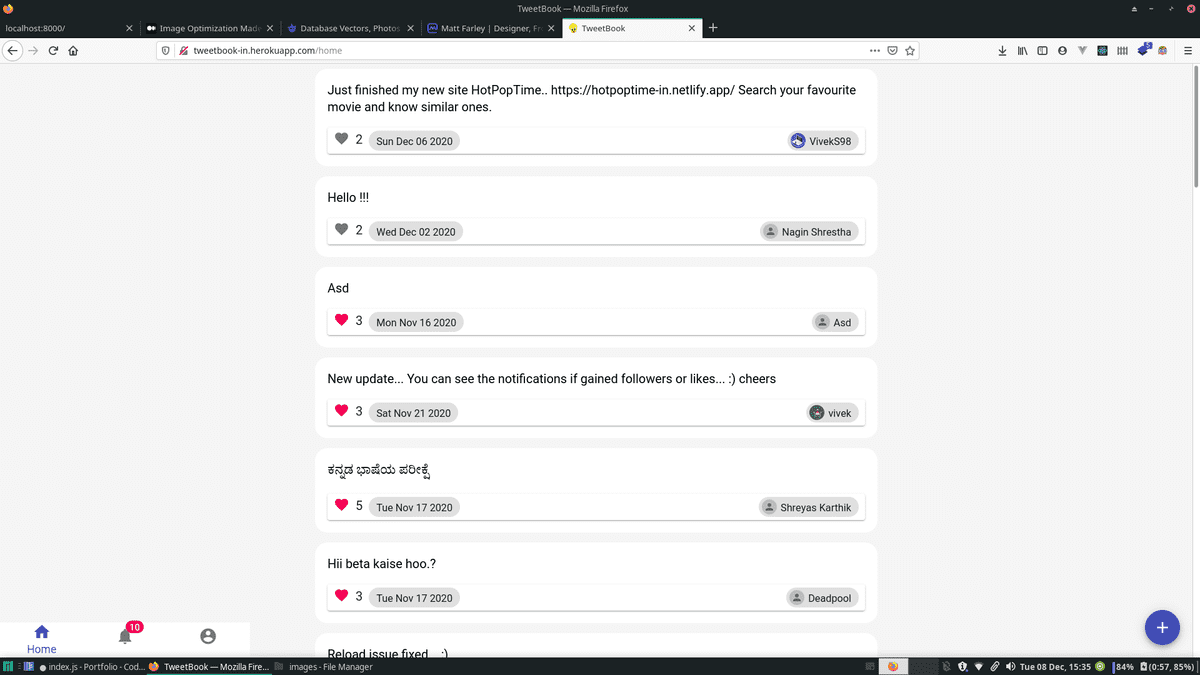 TweetBook — Mozilla Firefox
localhost:8000/
Image Optimization Made
Database Vectors, Photos
Matt Farley | Designer, Fr
TweetBook
tweetbook-in.herokuapp.com/home
Just finished my new site HotPopTime.. https://hotpoptime-in.netlify.app/ Search your favourite
movie and know similar ones.
2 Sun Dec 06 2020 VivekS98
Hello !!!
2 Wed Dec 02 2020 Nagin Shrestha
Asd
3 Mon Nov 16 2020 Asd
New update... You can see the notifications if gained followers or likes... :) cheers
3 Sat Nov 21 2020 vivek
ಕನ್ನಡ ಭಾಷೆಯ ಪರೀಕ್ಷೆ
5 Tue Nov 17 2020 Shreyas Karthik
Hii beta kaise hoo.?
3 Tue Nov 17 2020 Deadpool
Reload issue fixed... :)
10
Home
+
index.js - Portfolio - Cod... TweetBook — Mozilla Fire... images - File Manager Tue 08 Dec, 15:35 84% (0:57, 85%)